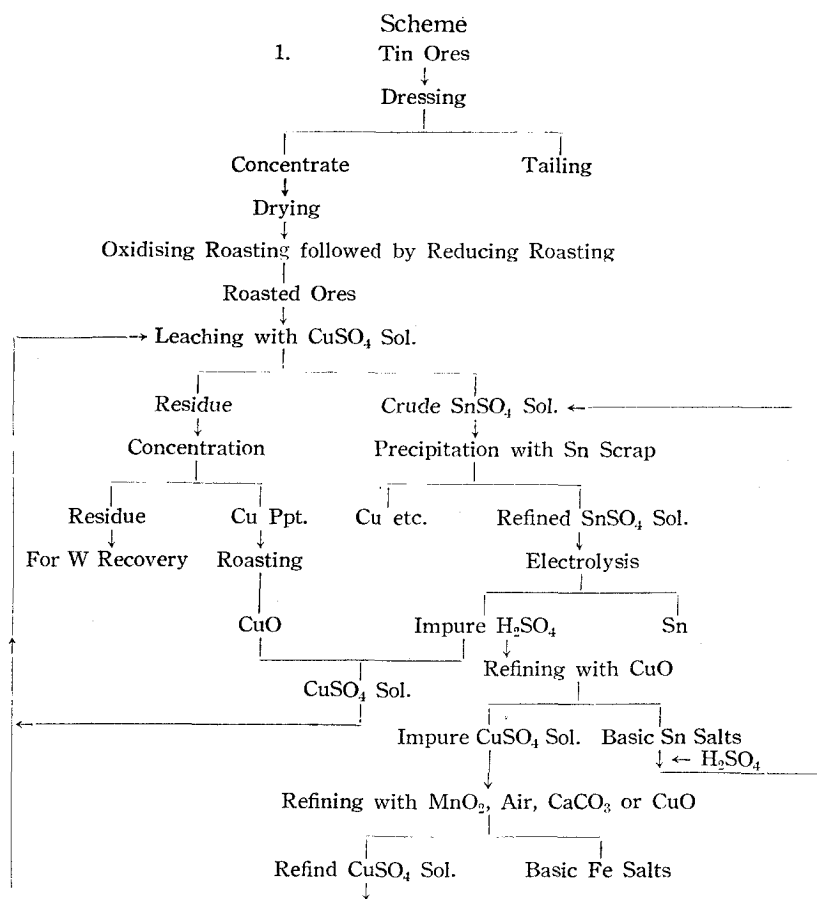 Scheme
1. Tin Ores
↓
Dressing
Concentrate Tailing
↓
Drying
↓
Oxidising Roasting followed by Reducing Roasting
Roasted Ores
↓
→ Leaching with CuSO₄ Sol.
Residue Crude SnSO₄ Sol. ←
↓ ↓
Concentration Precipitation with Sn Scrap
Residue Cu Ppt. Cu etc. Refined SnSO₄ Sol.
↓ ↓ ↓
For W Recovery Roasting Electrolysis
CuO Impure H₂SO₄ Sn
↓
Refining with CuO
CuSO₄ Sol.
Impure CuSO₄ Sol. Basic Sn Salts
↓ ← H₂SO₄
Refining with MnO₂, Air, CaCO₃ or CuO
Refind CuSO₄ Sol. Basic Fe Salts
↓